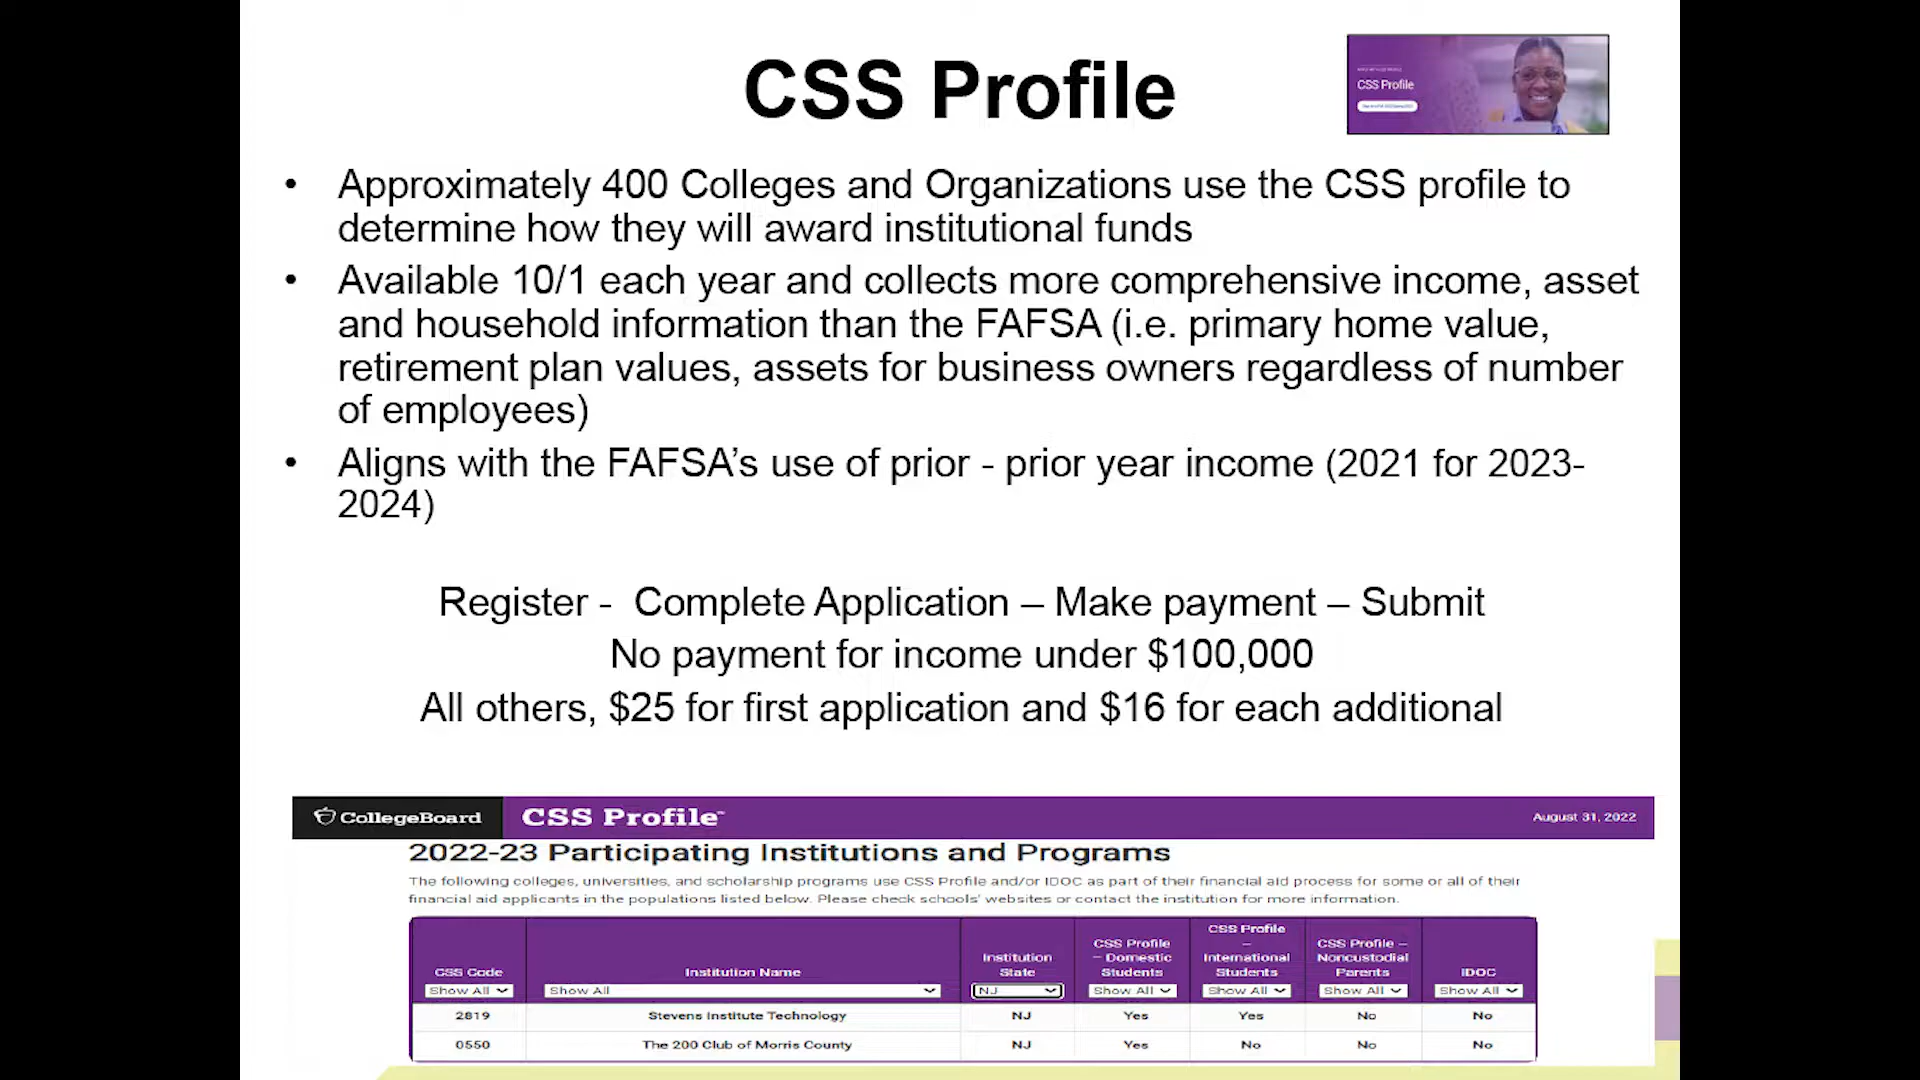 CSS Profile
CSS Profile
• Approximately 400 Colleges and Organizations use the CSS profile to
determine how they will award institutional funds
• Available 10/1 each year and collects more comprehensive income, asset
and household information than the FAFSA (i.e. primary home value,
retirement plan values, assets for business owners regardless of number
of employees)
• Aligns with the FAFSA’s use of prior - prior year income (2021 for 2023-
2024)
Register - Complete Application – Make payment – Submit
No payment for income under $100,000
All others, $25 for first application and $16 for each additional
CollegeBoard CSS Profile™ August 31, 2022
2022-23 Participating Institutions and Programs
The following colleges, universities, and scholarship programs use CSS Profile and/or IDOC as part of their financial aid process for some or all of their
financial aid applicants in the populations listed below. Please check schools' websites or contact the institution for more information.
CSS Code
Show All
Institution Name
Show All
Institution
State
NJ
CSS Profile
– Domestic
Students
Show All
CSS Profile
–
International
Students
Show All
CSS Profile –
Noncustodial
Parents
Show All
IDOC
Show All
2819 Stevens Institute Technology NJ Yes Yes No No
0550 The 200 Club of Morris County NJ Yes No No No